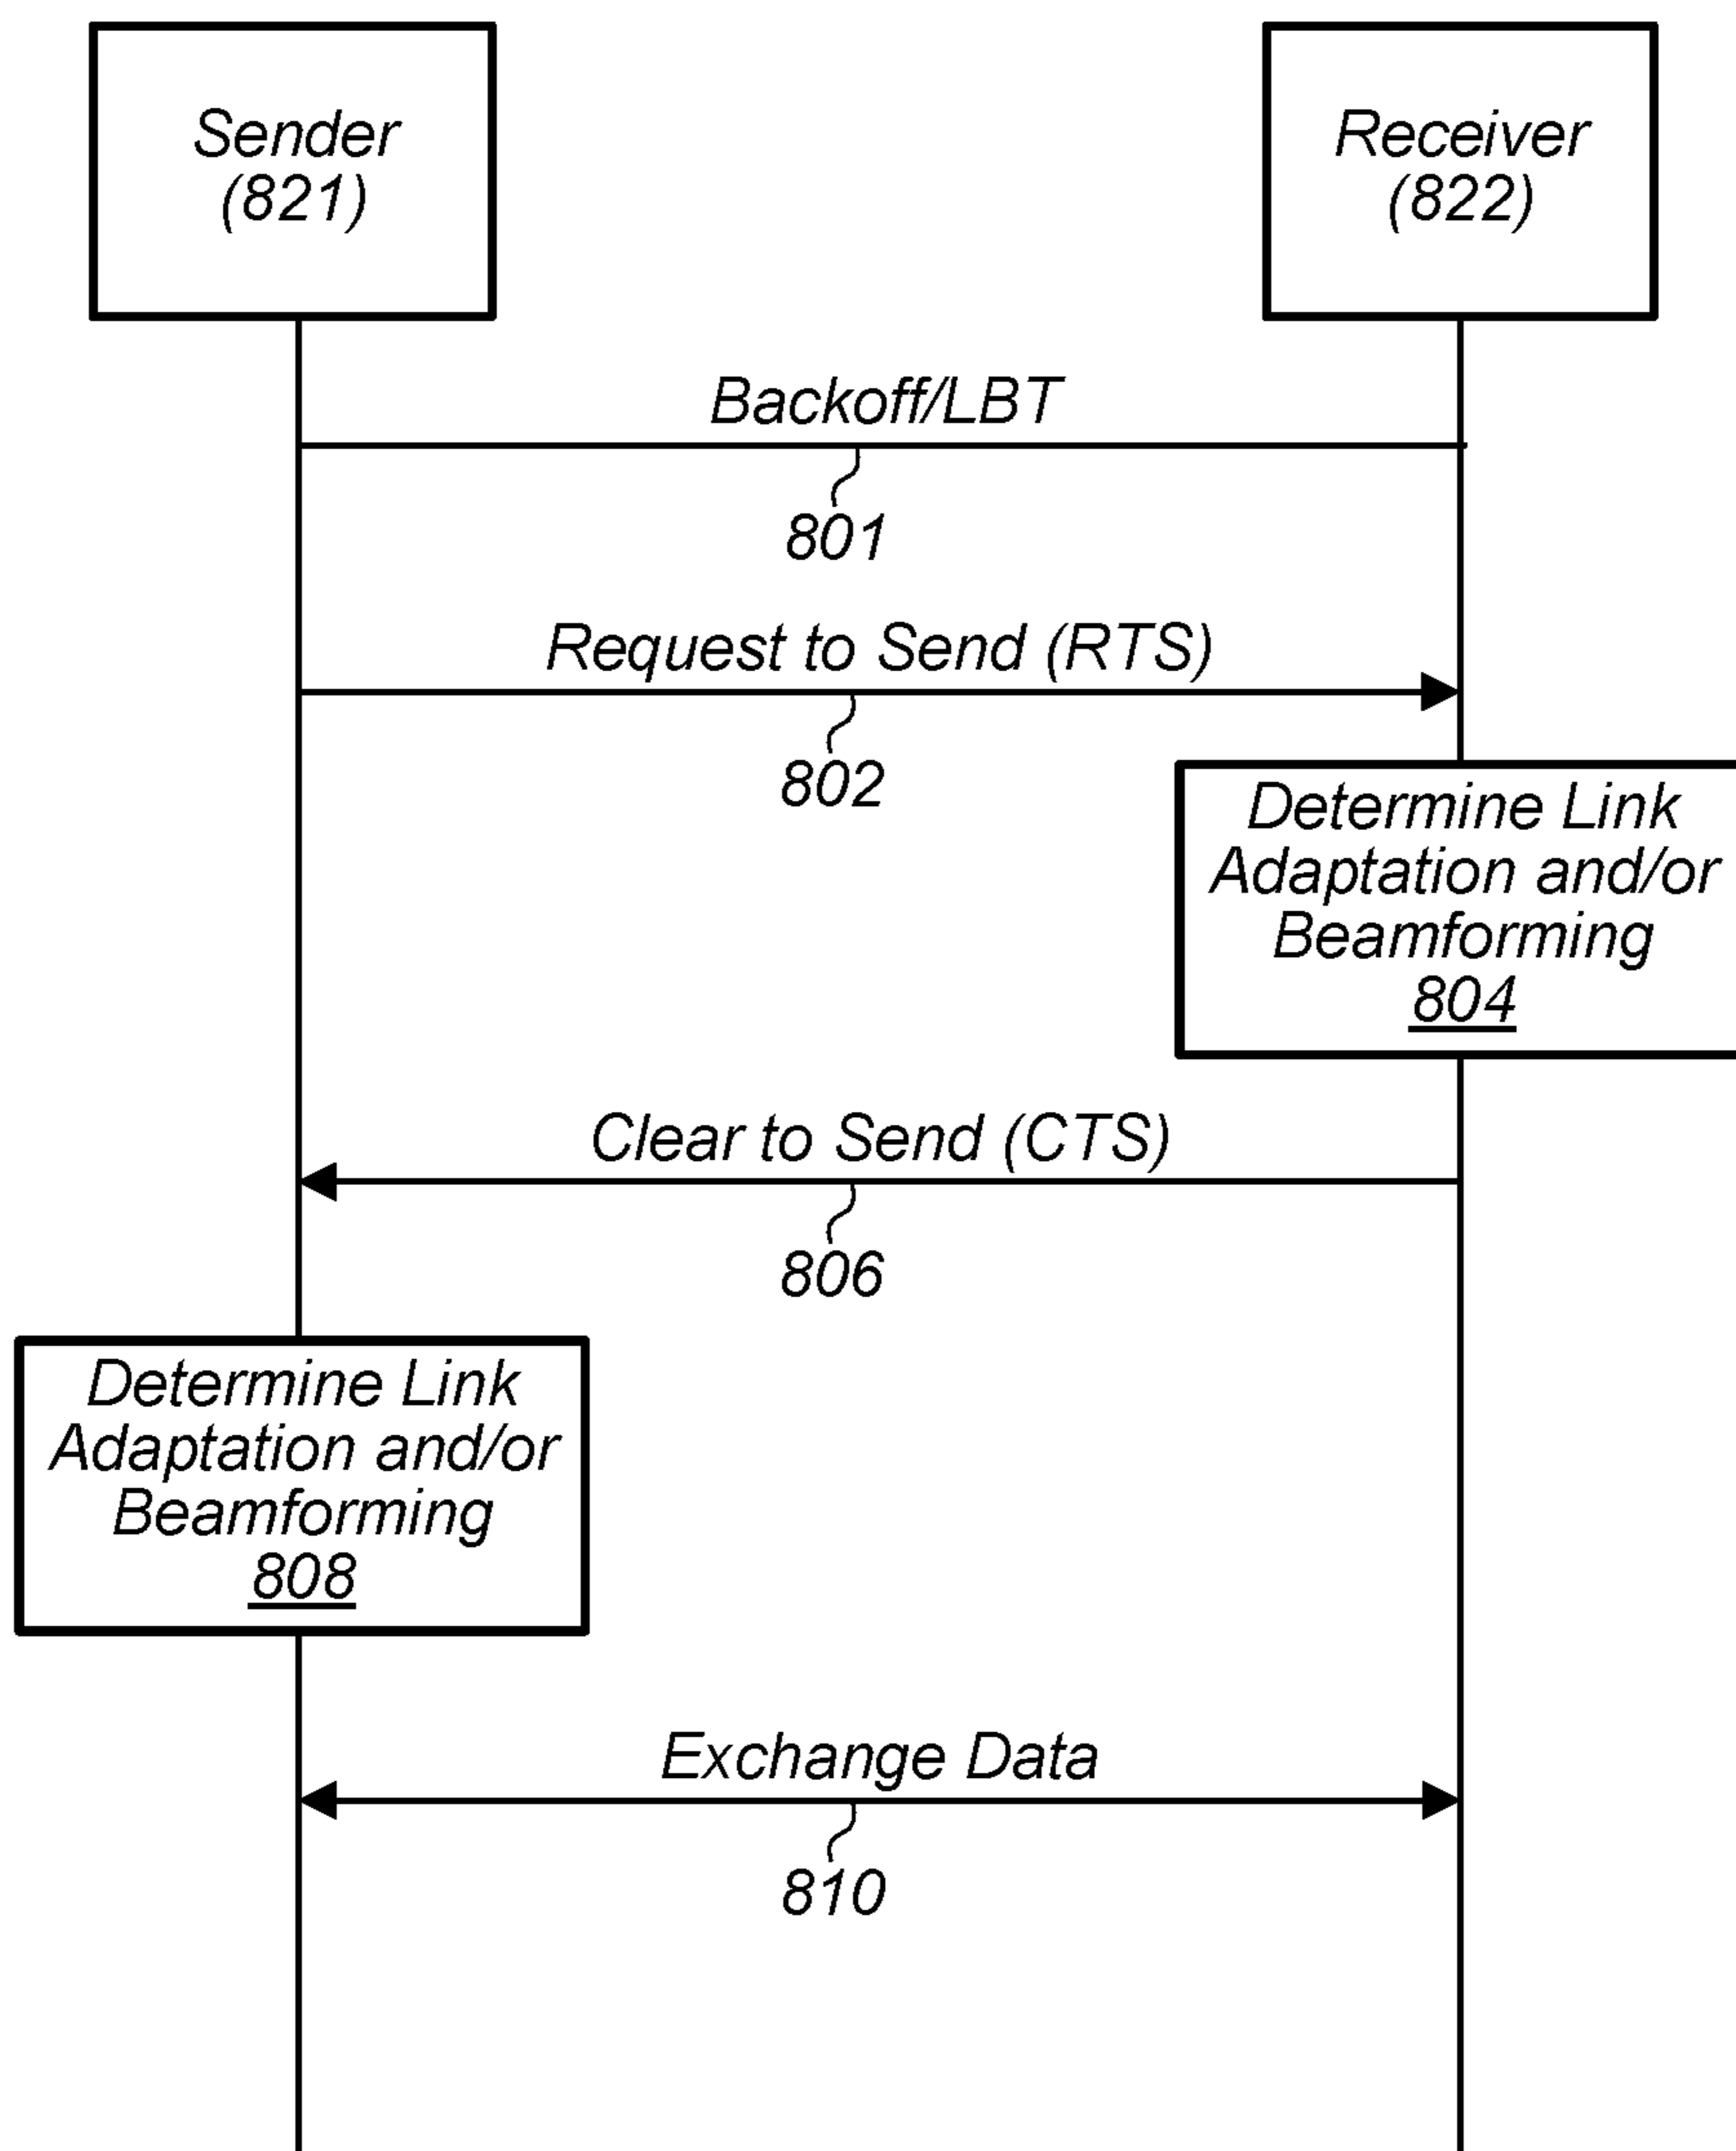 Sender
(821)
Receiver
(822)
Backoff/LBT
801
Request to Send (RTS)
802
Determine Link
Adaptation and/or
Beamforming
804
Clear to Send (CTS)
806
Determine Link
Adaptation and/or
Beamforming
808
Exchange Data
810